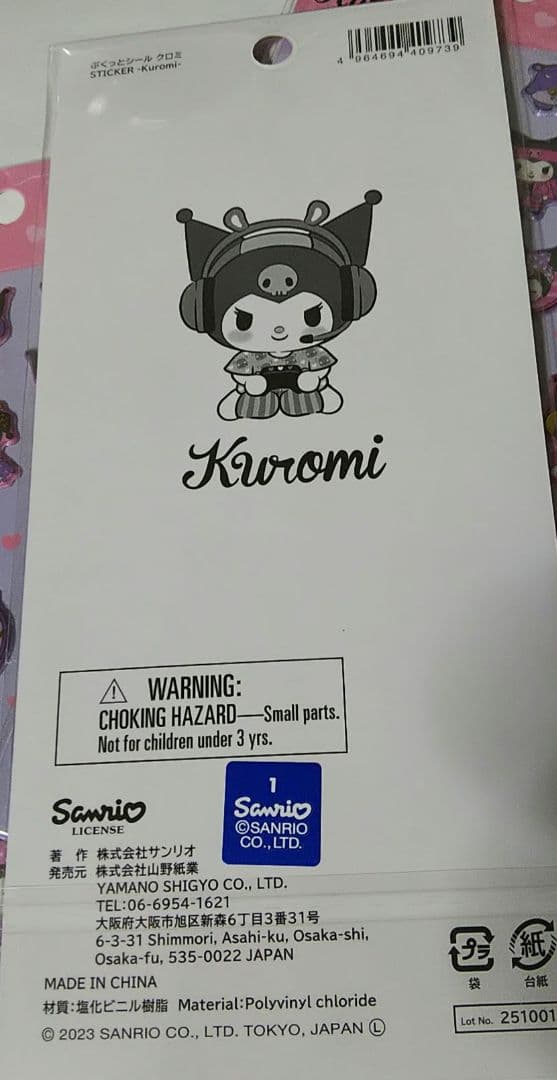 ぷくっとシール クロミ
STICKER -Kuromi-
4 964694 409739
Kuromi
WARNING:
CHOKING HAZARD—Small parts.
Not for children under 3 yrs.
Sanrio
LICENSE
1
Sanrio
©SANRIO
CO., LTD.
著 作 株式会社サンリオ
発売元 株式会社山野紙業
YAMANO SHIGYO CO., LTD.
TEL:06-6954-1621
大阪府大阪市旭区新森6丁目3番31号
6-3-31 Shimmori, Asahi-ku, Osaka-shi,
Osaka-fu, 535-0022 JAPAN
プラ
袋
紙
台紙
MADE IN CHINA
材質:塩化ビニル樹脂 Material:Polyvinyl chloride
© 2023 SANRIO CO., LTD. TOKYO, JAPAN Ⓛ
Lot No. 251001